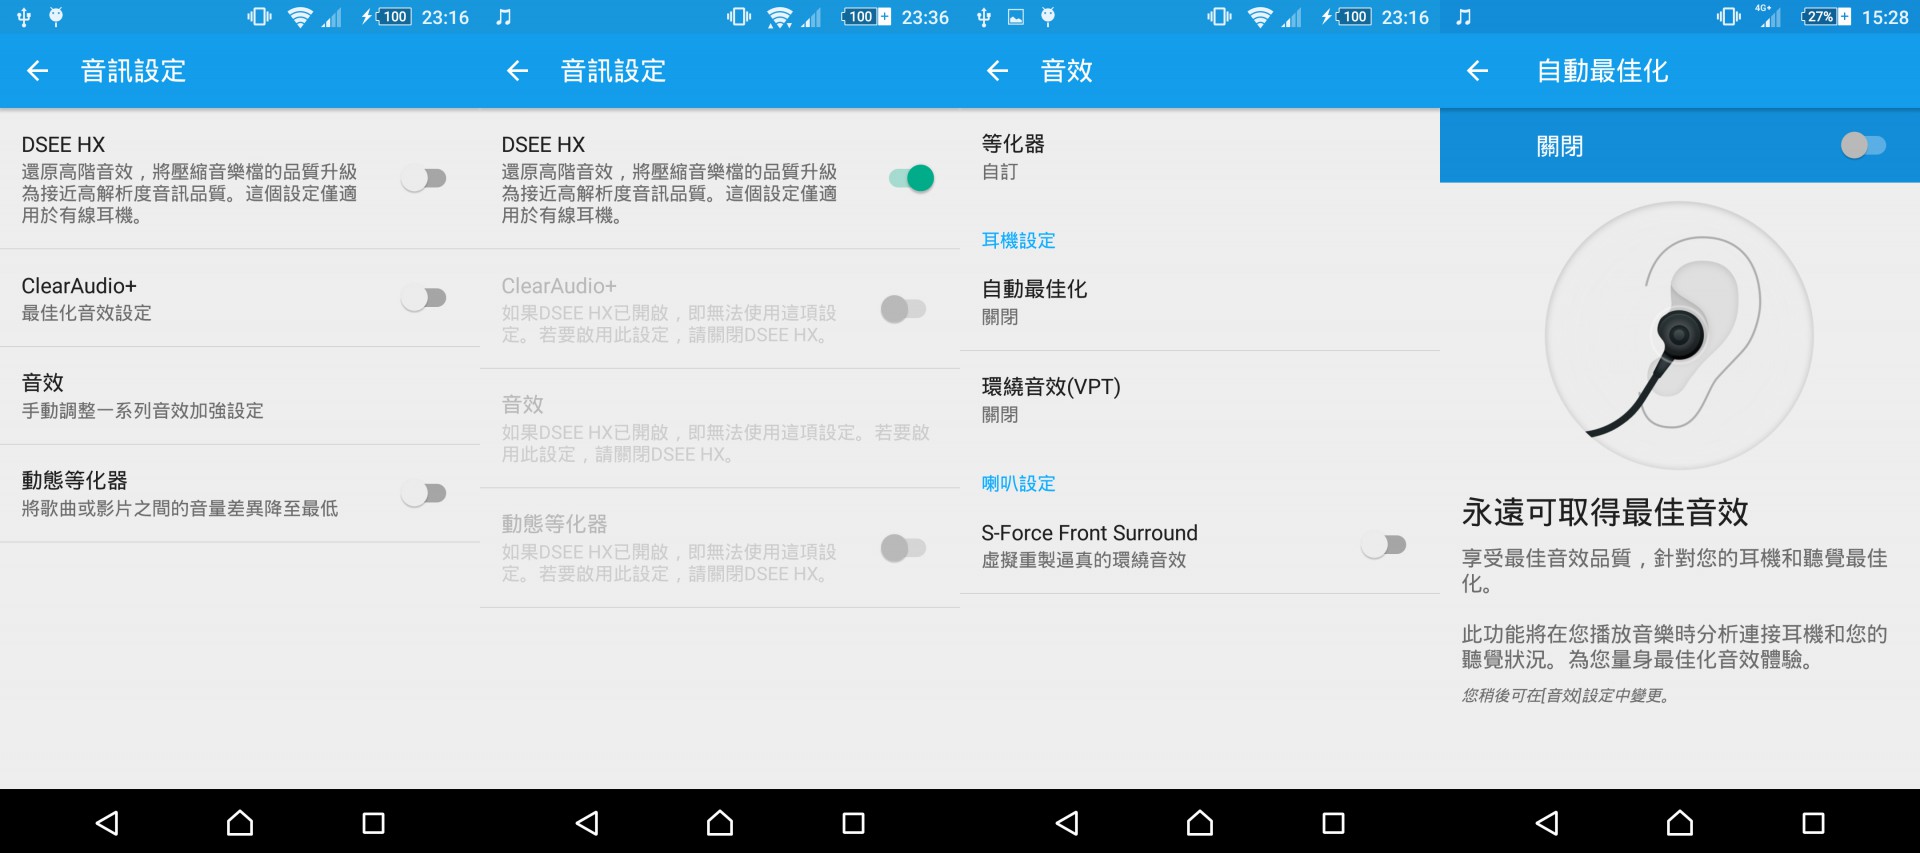 100 23:16
音訊設定
DSEE HX
還原高階音效，將壓縮音樂檔的品質升級
為接近高解析度音訊品質。這個設定僅適
用於有線耳機。
ClearAudio+
最佳化音效設定
音效
手動調整一系列音效加強設定
動態等化器
將歌曲或影片之間的音量差異降至最低
100 23:36
音訊設定
DSEE HX
還原高階音效，將壓縮音樂檔的品質升級
為接近高解析度音訊品質。這個設定僅適
用於有線耳機。
ClearAudio+
如果DSEE HX已開啟，即無法使用這項設
定。若要啟用此設定，請關閉DSEE HX。
音效
如果DSEE HX已開啟，即無法使用這項設定。若要啟
用此設定，請關閉DSEE HX。
動態等化器
如果DSEE HX已開啟，即無法使用這項設
定。若要啟用此設定，請關閉DSEE HX。
100 23:16
音效
等化器
自訂
耳機設定
自動最佳化
關閉
環繞音效(VPT)
關閉
喇叭設定
S-Force Front Surround
虛擬重製逼真的環繞音效
4G+ 27% 15:28
自動最佳化
關閉
永遠可取得最佳音效
享受最佳音效品質，針對您的耳機和聽覺最佳
化。
此功能將在您播放音樂時分析連接耳機和您的
聽覺狀況。為您量身最佳化音效體驗。
您稍後可在[音效]設定中變更。